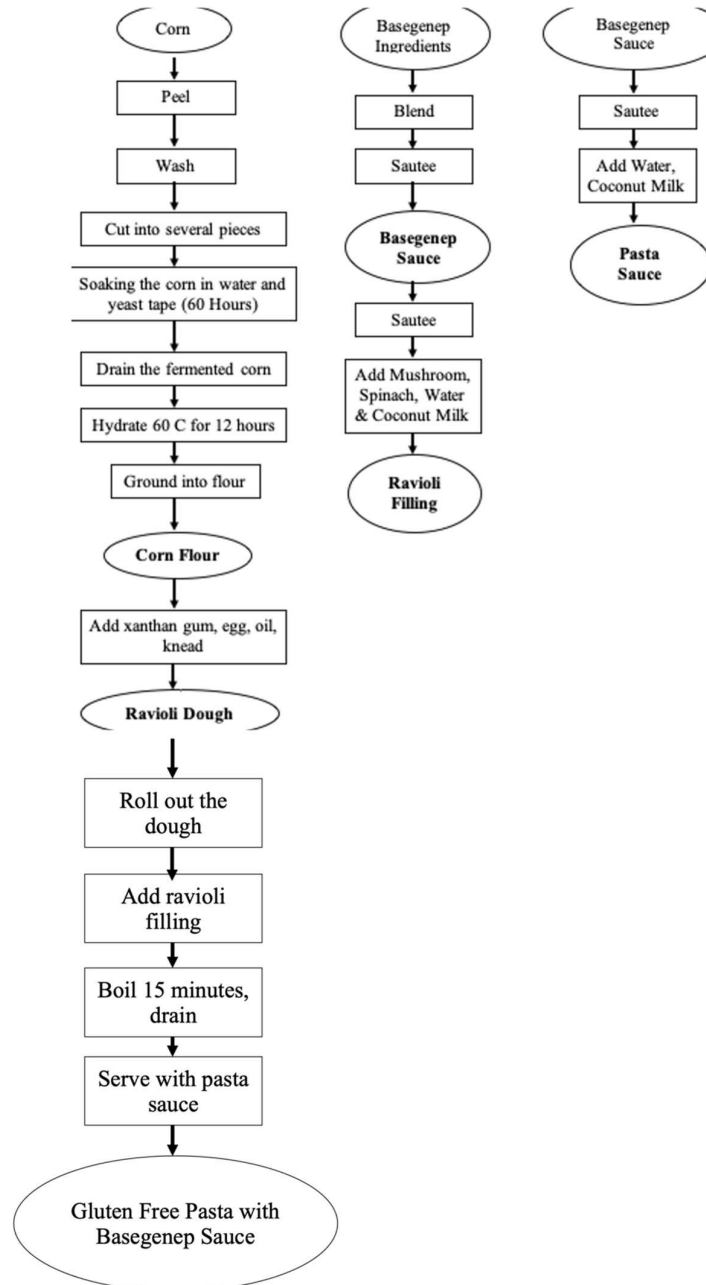 Corn
Peel
Wash
Cut into several pieces
Soaking the corn in water and
yeast tape (60 Hours)
Drain the fermented corn
Hydrate 60 C for 12 hours
Ground into flour
Corn Flour
Add xanthan gum, egg, oil,
knead
Ravioli Dough
Roll out the
dough
Add ravioli
filling
Boil 15 minutes,
drain
Serve with pasta
sauce
Gluten Free Pasta with
Basegenep Sauce
Basegenep
Ingredients
Blend
Sautee
Basegenep
Sauce
Sautee
Add Mushroom,
Spinach, Water
& Coconut Milk
Ravioli
Filling
Basegenep
Sauce
Sautee
Add Water,
Coconut Milk
Pasta
Sauce